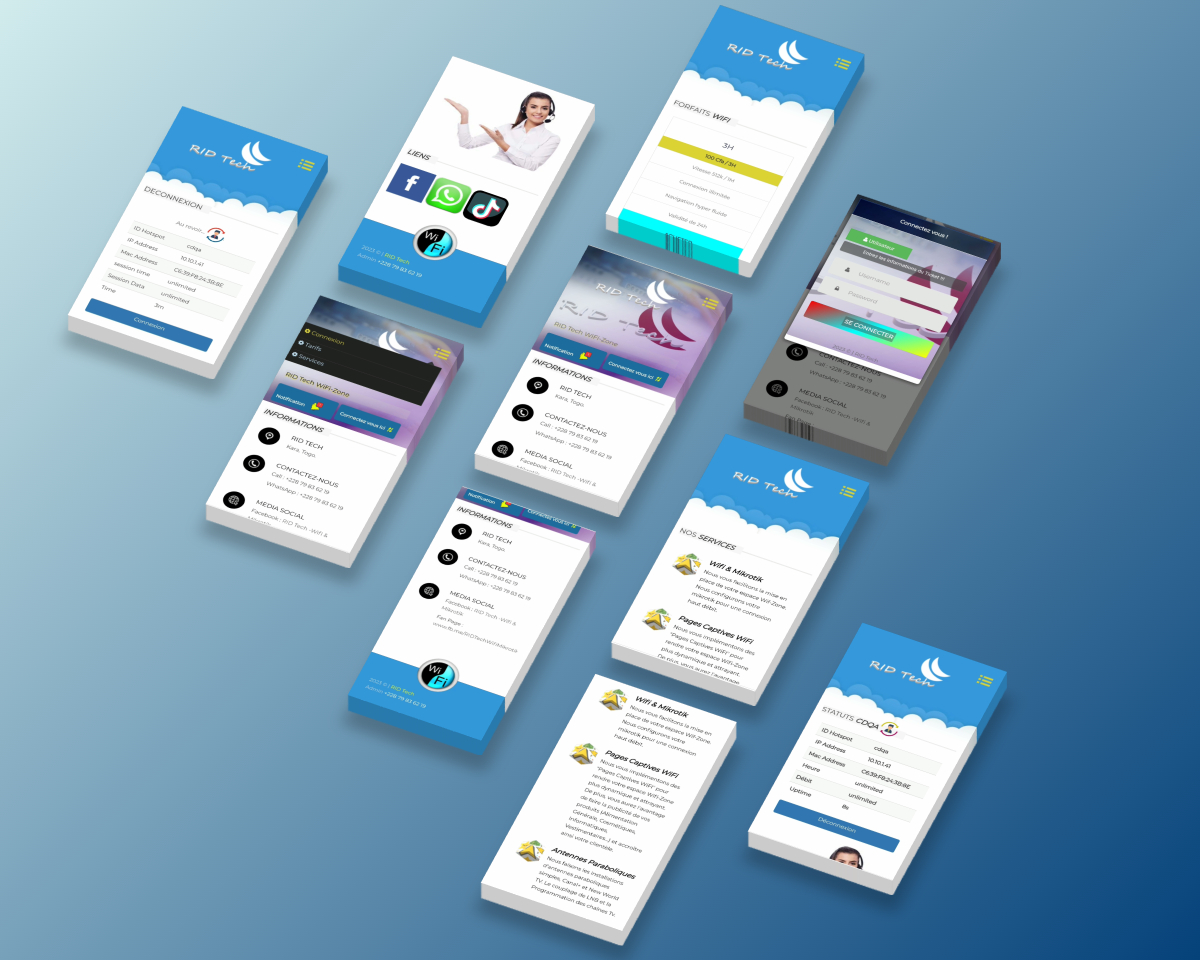 RID Tech
DECONNEXION
Au revoir,
ID Hotspot cdqa
IP Address 10.10.1.41
Mac Address C6:39:F8:24:3B:8E
session time unlimited
Session Data unlimited
Time 3m
Connexion
LIENS
Wi
Fi
2023 © | RID Tech
Admin +228 79 83 62 19
RID Tech
FORFAITS WIFI
3H
100 Cfa / 3H
Vitesse 512k / 1M
Connexion illimitée
Navigation hyper fluide
Validité de 24h
Connexion
Tarifs
Services
RID Tech WiFi-Zone
Notification
Connectez vous ici
INFORMATIONS
RID TECH
Kara, Togo.
CONTACTEZ-NOUS
Call : +228 79 83 62 19
WhatsApp : +228 79 83 62 19
MEDIA SOCIAL
Facebook : RID Tech -Wifi &
RID Tech
RID Tech
RID Tech WiFi-Zone
Notification
Connectez vous ici
INFORMATIONS
RID TECH
Kara, Togo.
CONTACTEZ-NOUS
Call : +228 79 83 62 19
WhatsApp : +228 79 83 62 19
MEDIA SOCIAL
Facebook : RID Tech -Wifi &
Connectez vous !
Utilisateur
Entrez les informations du Ticket !!!
Username
Password
SE CONNECTER
CONTACTEZ-NOUS
Call : +228 79 83 62 19
WhatsApp : +228 79 83 62 19
MEDIA SOCIAL
Facebook : RID Tech -Wifi &
Mikrotik
Notification
Connectez vous ici
INFORMATIONS
RID TECH
Kara, Togo.
CONTACTEZ-NOUS
Call : +228 79 83 62 19
WhatsApp : +228 79 83 62 19
MEDIA SOCIAL
Facebook : RID Tech -Wifi &
Mikrotik
Fan Page :
www.fb.me/RIDTechWifiMikrotik
Wi
Fi
2023 © | RID Tech
Admin +228 79 83 62 19
RID Tech
NOS SERVICES
Wifi & Mikrotik
Nous vous facilitons la mise en
place de votre espace Wif-Zone.
Nous configurons votre
mikrotik pour une connexion
haut débit.
Pages Captives WiFi
Nous vous implémentons des
"Pages Captives WiFi" pour
rendre votre espace Wifi-Zone
plus dynamique et attrayant.
De plus, vous aurez l'avantage
Wifi & Mikrotik
Nous vous facilitons la mise en
place de votre espace Wif-Zone.
Nous configurons votre
mikrotik pour une connexion
haut débit.
Pages Captives WiFi
Nous vous implémentons des
"Pages Captives WiFi" pour
rendre votre espace Wifi-Zone
plus dynamique et attrayant.
De plus, vous aurez l'avantage
de faire la publicité de vos
produits (Alimentation
Générale, Cosmétiques,
Informatiques,
Vestimentaires...) et accroître
ainsi votre clientèle.
Antennes Paraboliques
Nous faisons les installations
d'antennes paraboliques
simples, Canal+ et New World
TV. Le couplage de LNB et la
Programmation des chaînes Tv.
RID Tech
STATUTS CDQA
ID Hotspot cdqa
IP Address 10.10.1.41
Mac Address C6:39:F8:24:3B:8E
Heure unlimited
Débit unlimited
Uptime 8s
Déconnexion